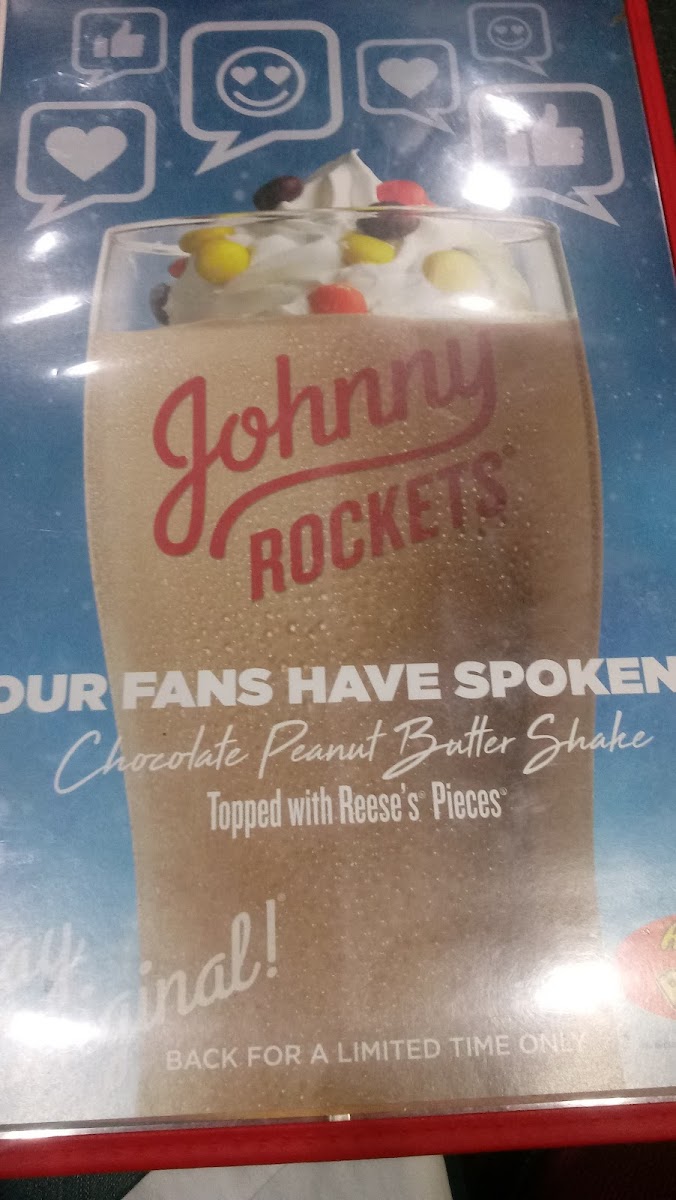 Johnny
ROCKETS®
OUR FANS HAVE SPOKEN
Chocolate Peanut Butter Shake
Topped with Reese's® Pieces®
BACK FOR A LIMITED TIME ONLY